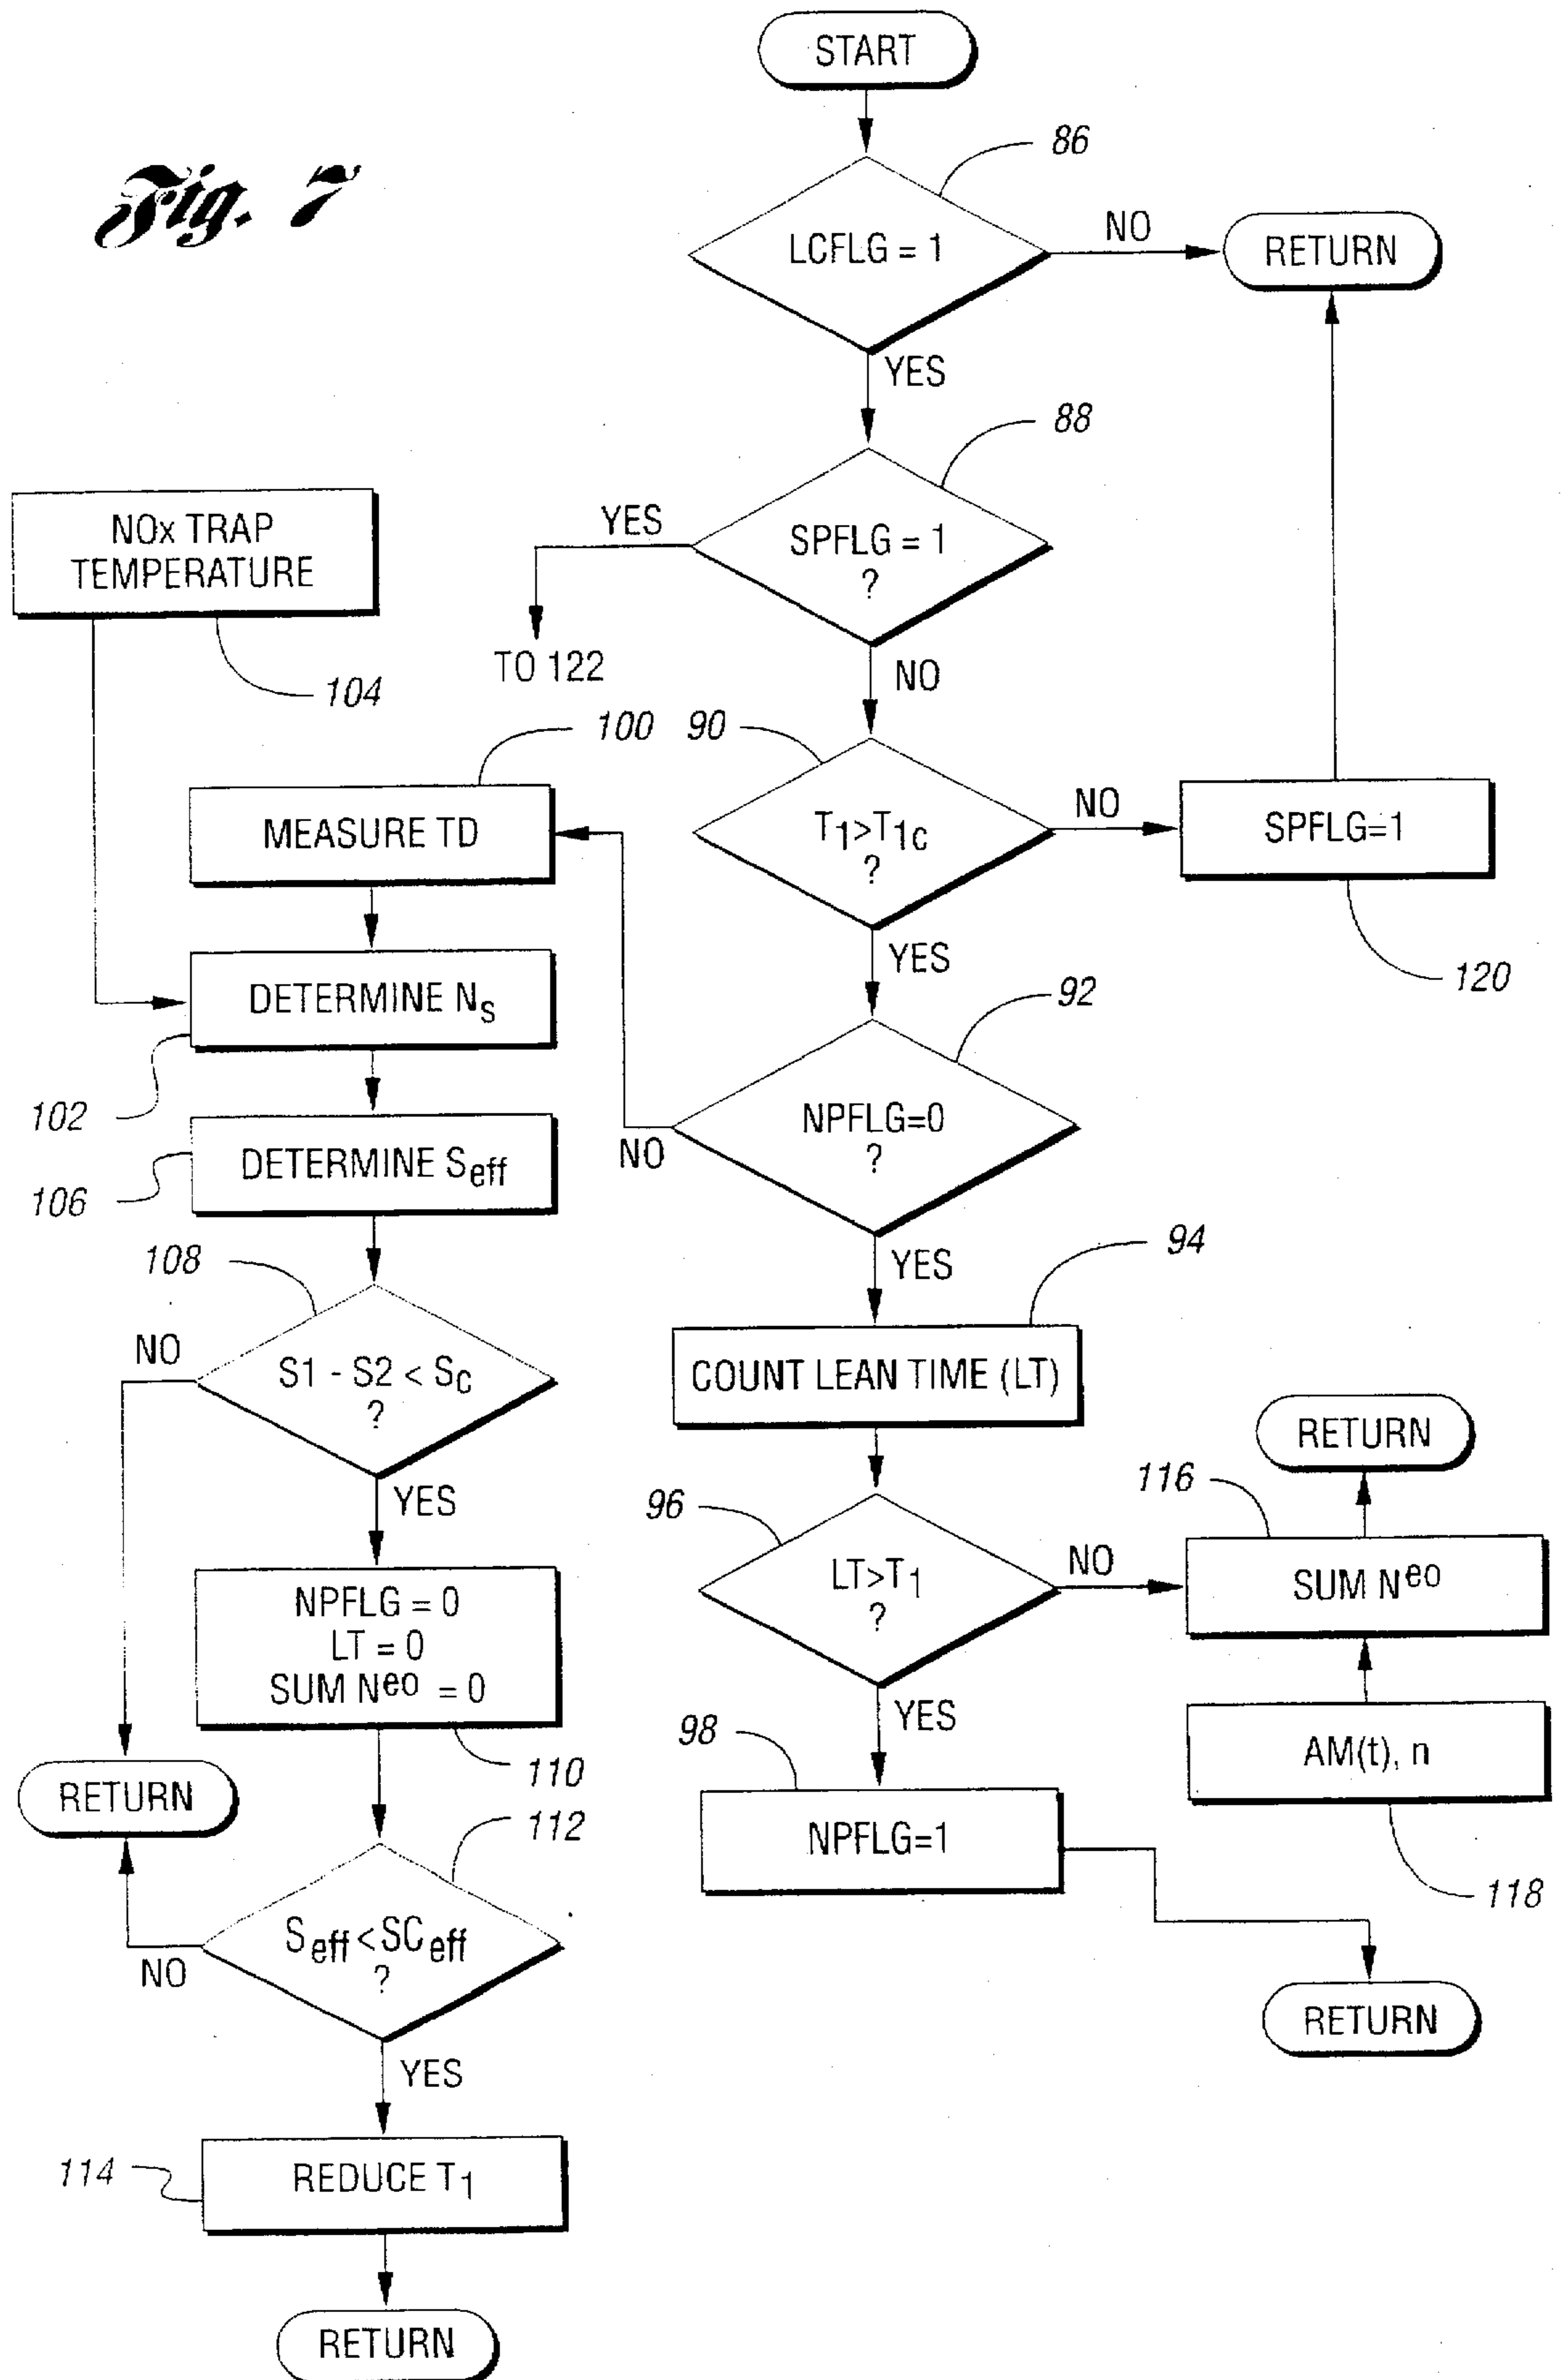 Fig. 7
START
86
LCFLG = 1
NO
RETURN
YES
88
SPFLG = 1
?
YES
TO 122
NO
NOx TRAP
TEMPERATURE
104
90
T1>T1c
?
NO
SPFLG=1
120
YES
100
MEASURE TD
92
NPFLG=0
?
NO
YES
DETERMINE Ns
102
DETERMINE Seff
106
108
S1 - S2 < Sc
?
NO
YES
94
COUNT LEAN TIME (LT)
96
LT>T1
?
NO
YES
116
SUM Neo
RETURN
AM(t), n
118
98
NPFLG=1
RETURN
NPFLG = 0
LT = 0
SUM Neo = 0
110
RETURN
112
Seff<SCeff
?
NO
YES
114
REDUCE T1
RETURN